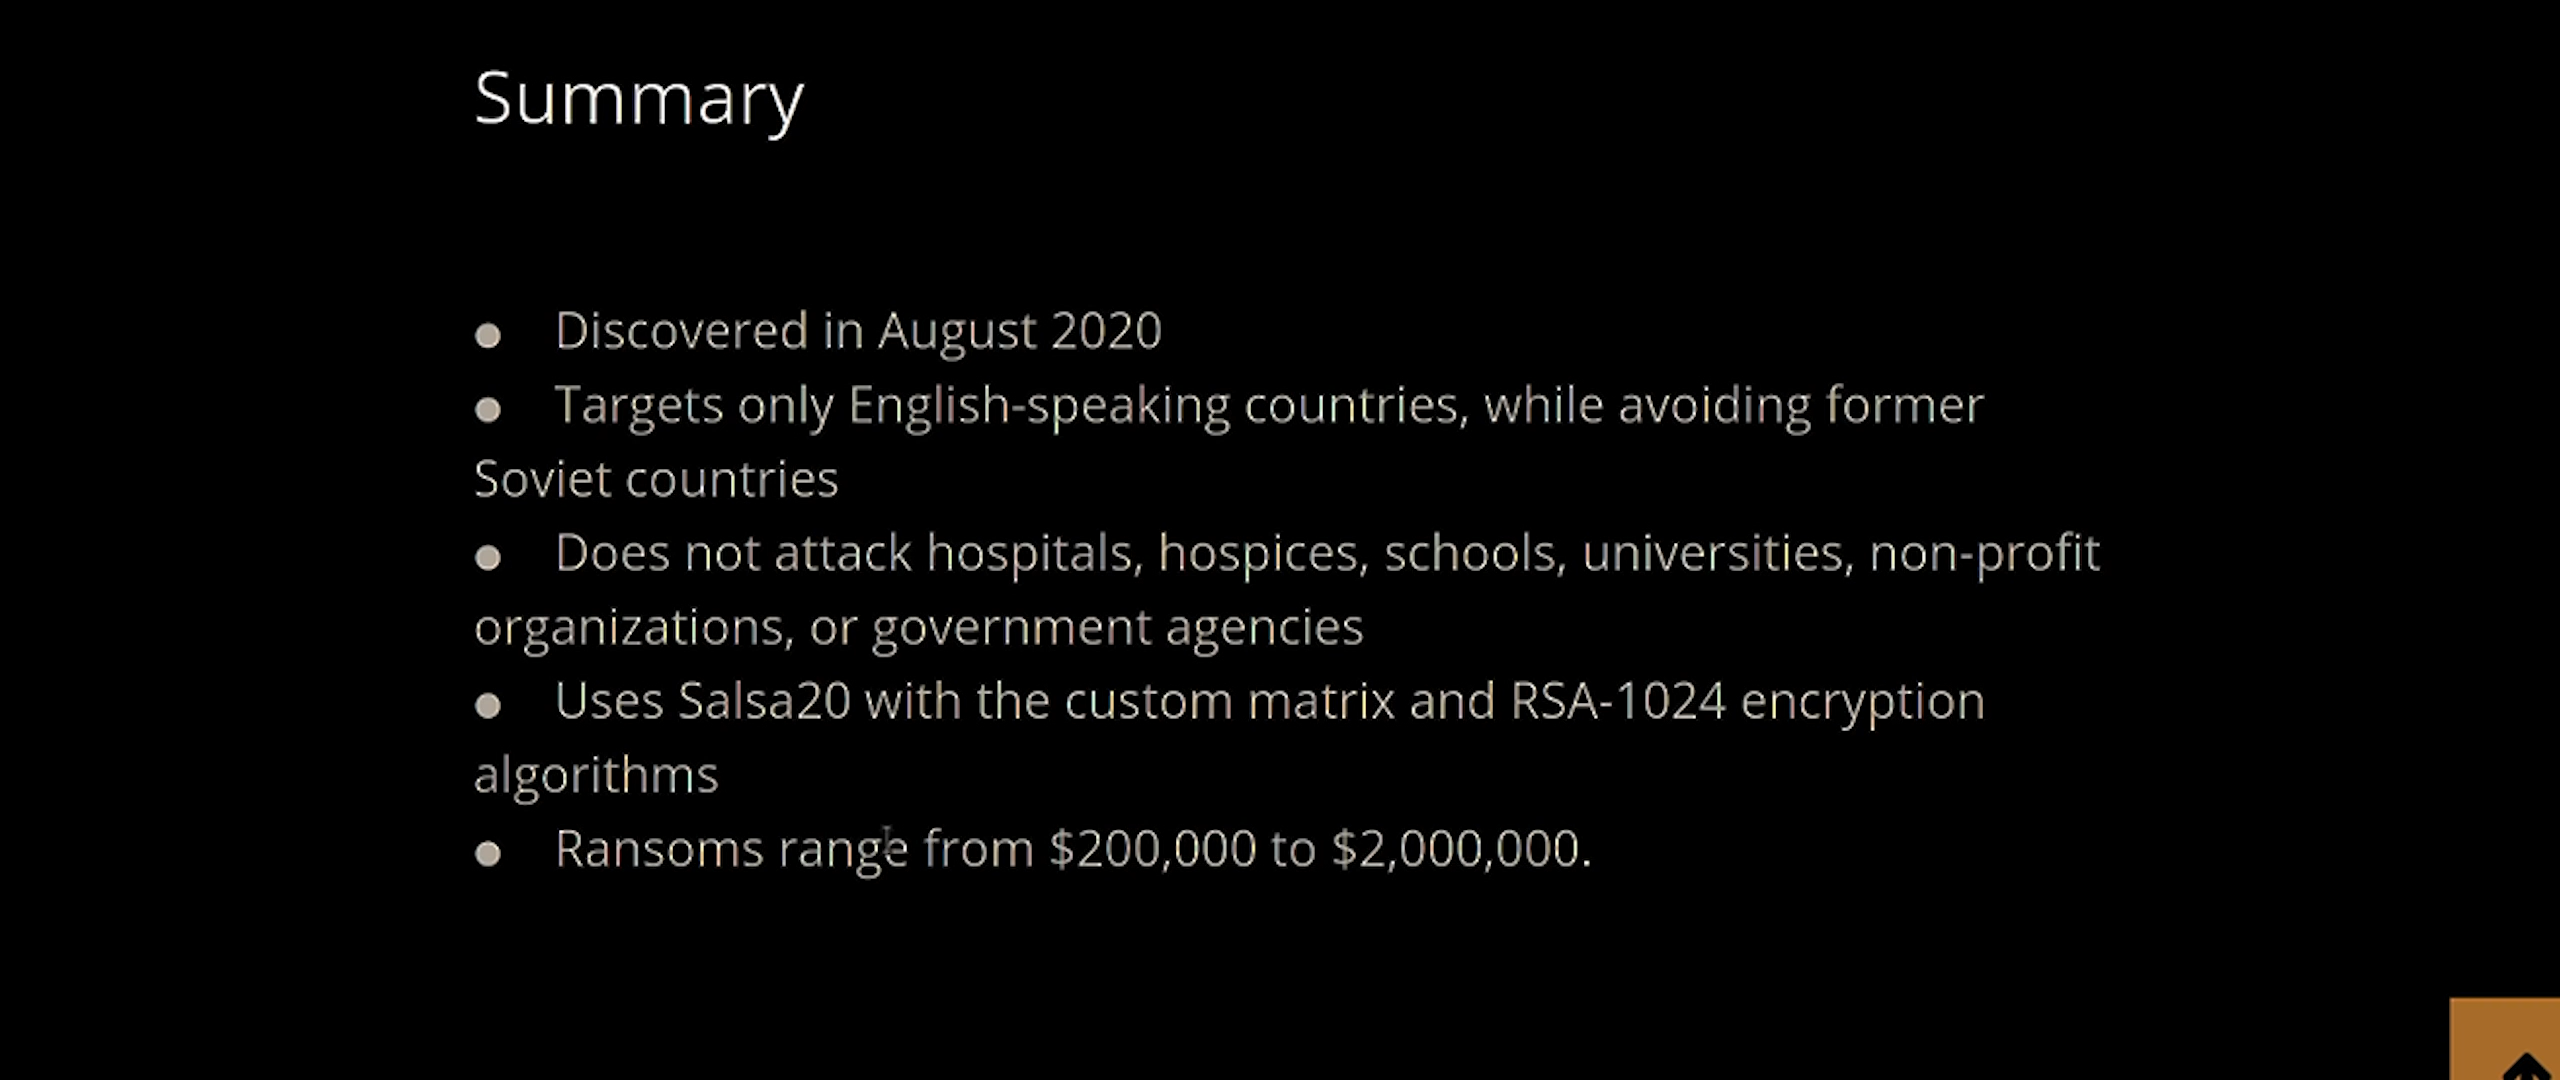 Summary
● Discovered in August 2020
● Targets only English-speaking countries, while avoiding former
Soviet countries
● Does not attack hospitals, hospices, schools, universities, non-profit
organizations, or government agencies
● Uses Salsa20 with the custom matrix and RSA-1024 encryption
algorithms
● Ransoms range from $200,000 to $2,000,000.